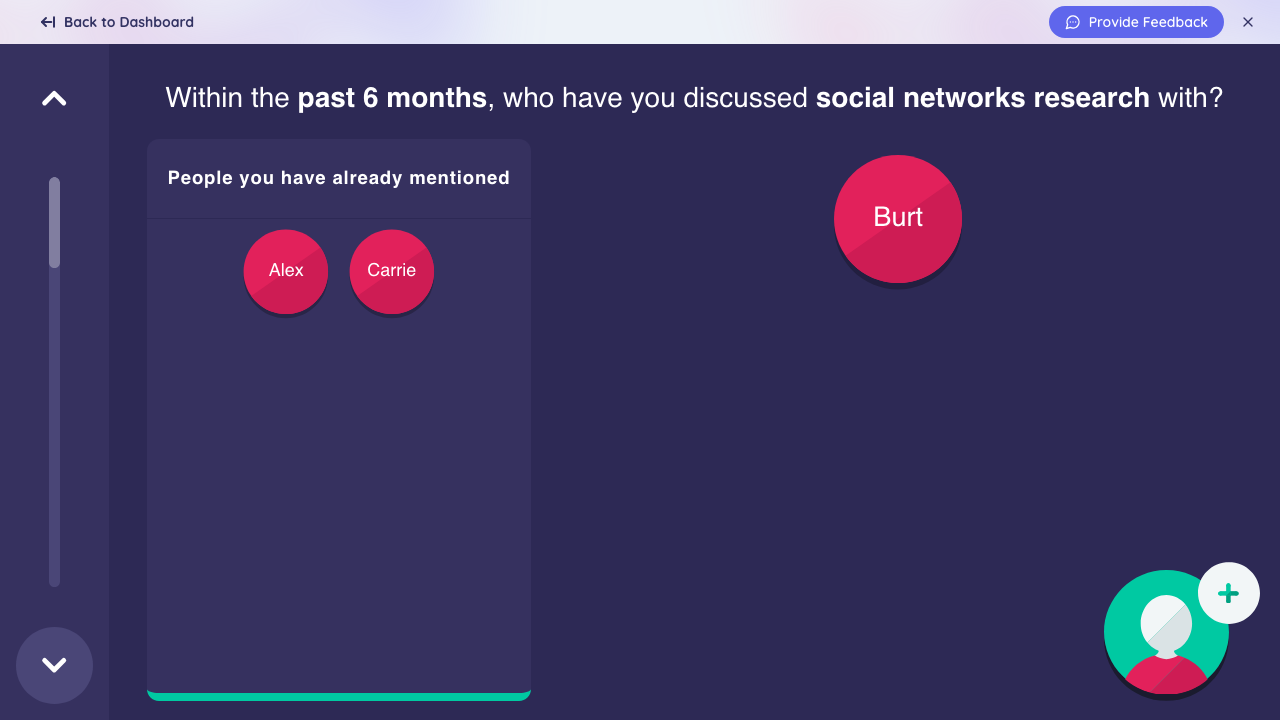 Back to Dashboard
Provide Feedback
Within the past 6 months, who have you discussed social networks research with?
People you have already mentioned
Burt
Alex
Carrie